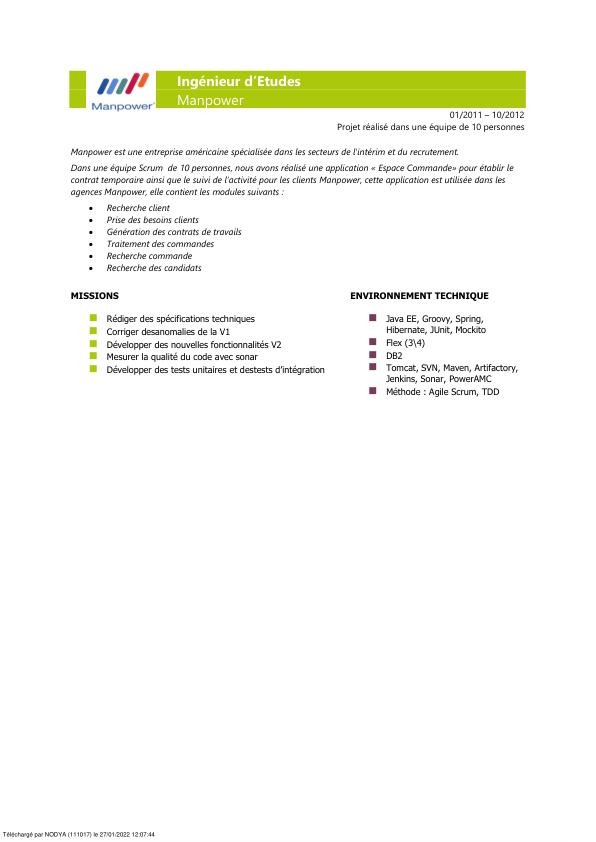 Ingénieur d'Etudes
Manpower
Manpower
01/2011 – 10/2012
Projet réalisé dans une équipe de 10 personnes
Manpower est une entreprise américaine spécialisée dans les secteurs de l'intérim et du recrutement.
Dans une équipe Scrum de 10 personnes, nous avons réalisé une application « Espace Commande» pour établir le
contrat temporaire ainsi que le suivi de l'activité pour les clients Manpower, cette application est utilisée dans les
agences Manpower, elle contient les modules suivants :
• Recherche client
• Prise des besoins clients
• Génération des contrats de travails
• Traitement des commandes
• Recherche commande
• Recherche des candidats
MISSIONS
Rédiger des spécifications techniques
Corriger desanomalies de la V1
Développer des nouvelles fonctionnalités V2
Mesurer la qualité du code avec sonar
Développer des tests unitaires et destests d'intégration
ENVIRONNEMENT TECHNIQUE
Java EE, Groovy, Spring,
Hibernate, JUnit, Mockito
Flex (3\4)
DB2
Tomcat, SVN, Maven, Artifactory,
Jenkins, Sonar, PowerAMC
Méthode : Agile Scrum, TDD
Téléchargé par NODYA (111017) le 27/01/2022 12:07:44